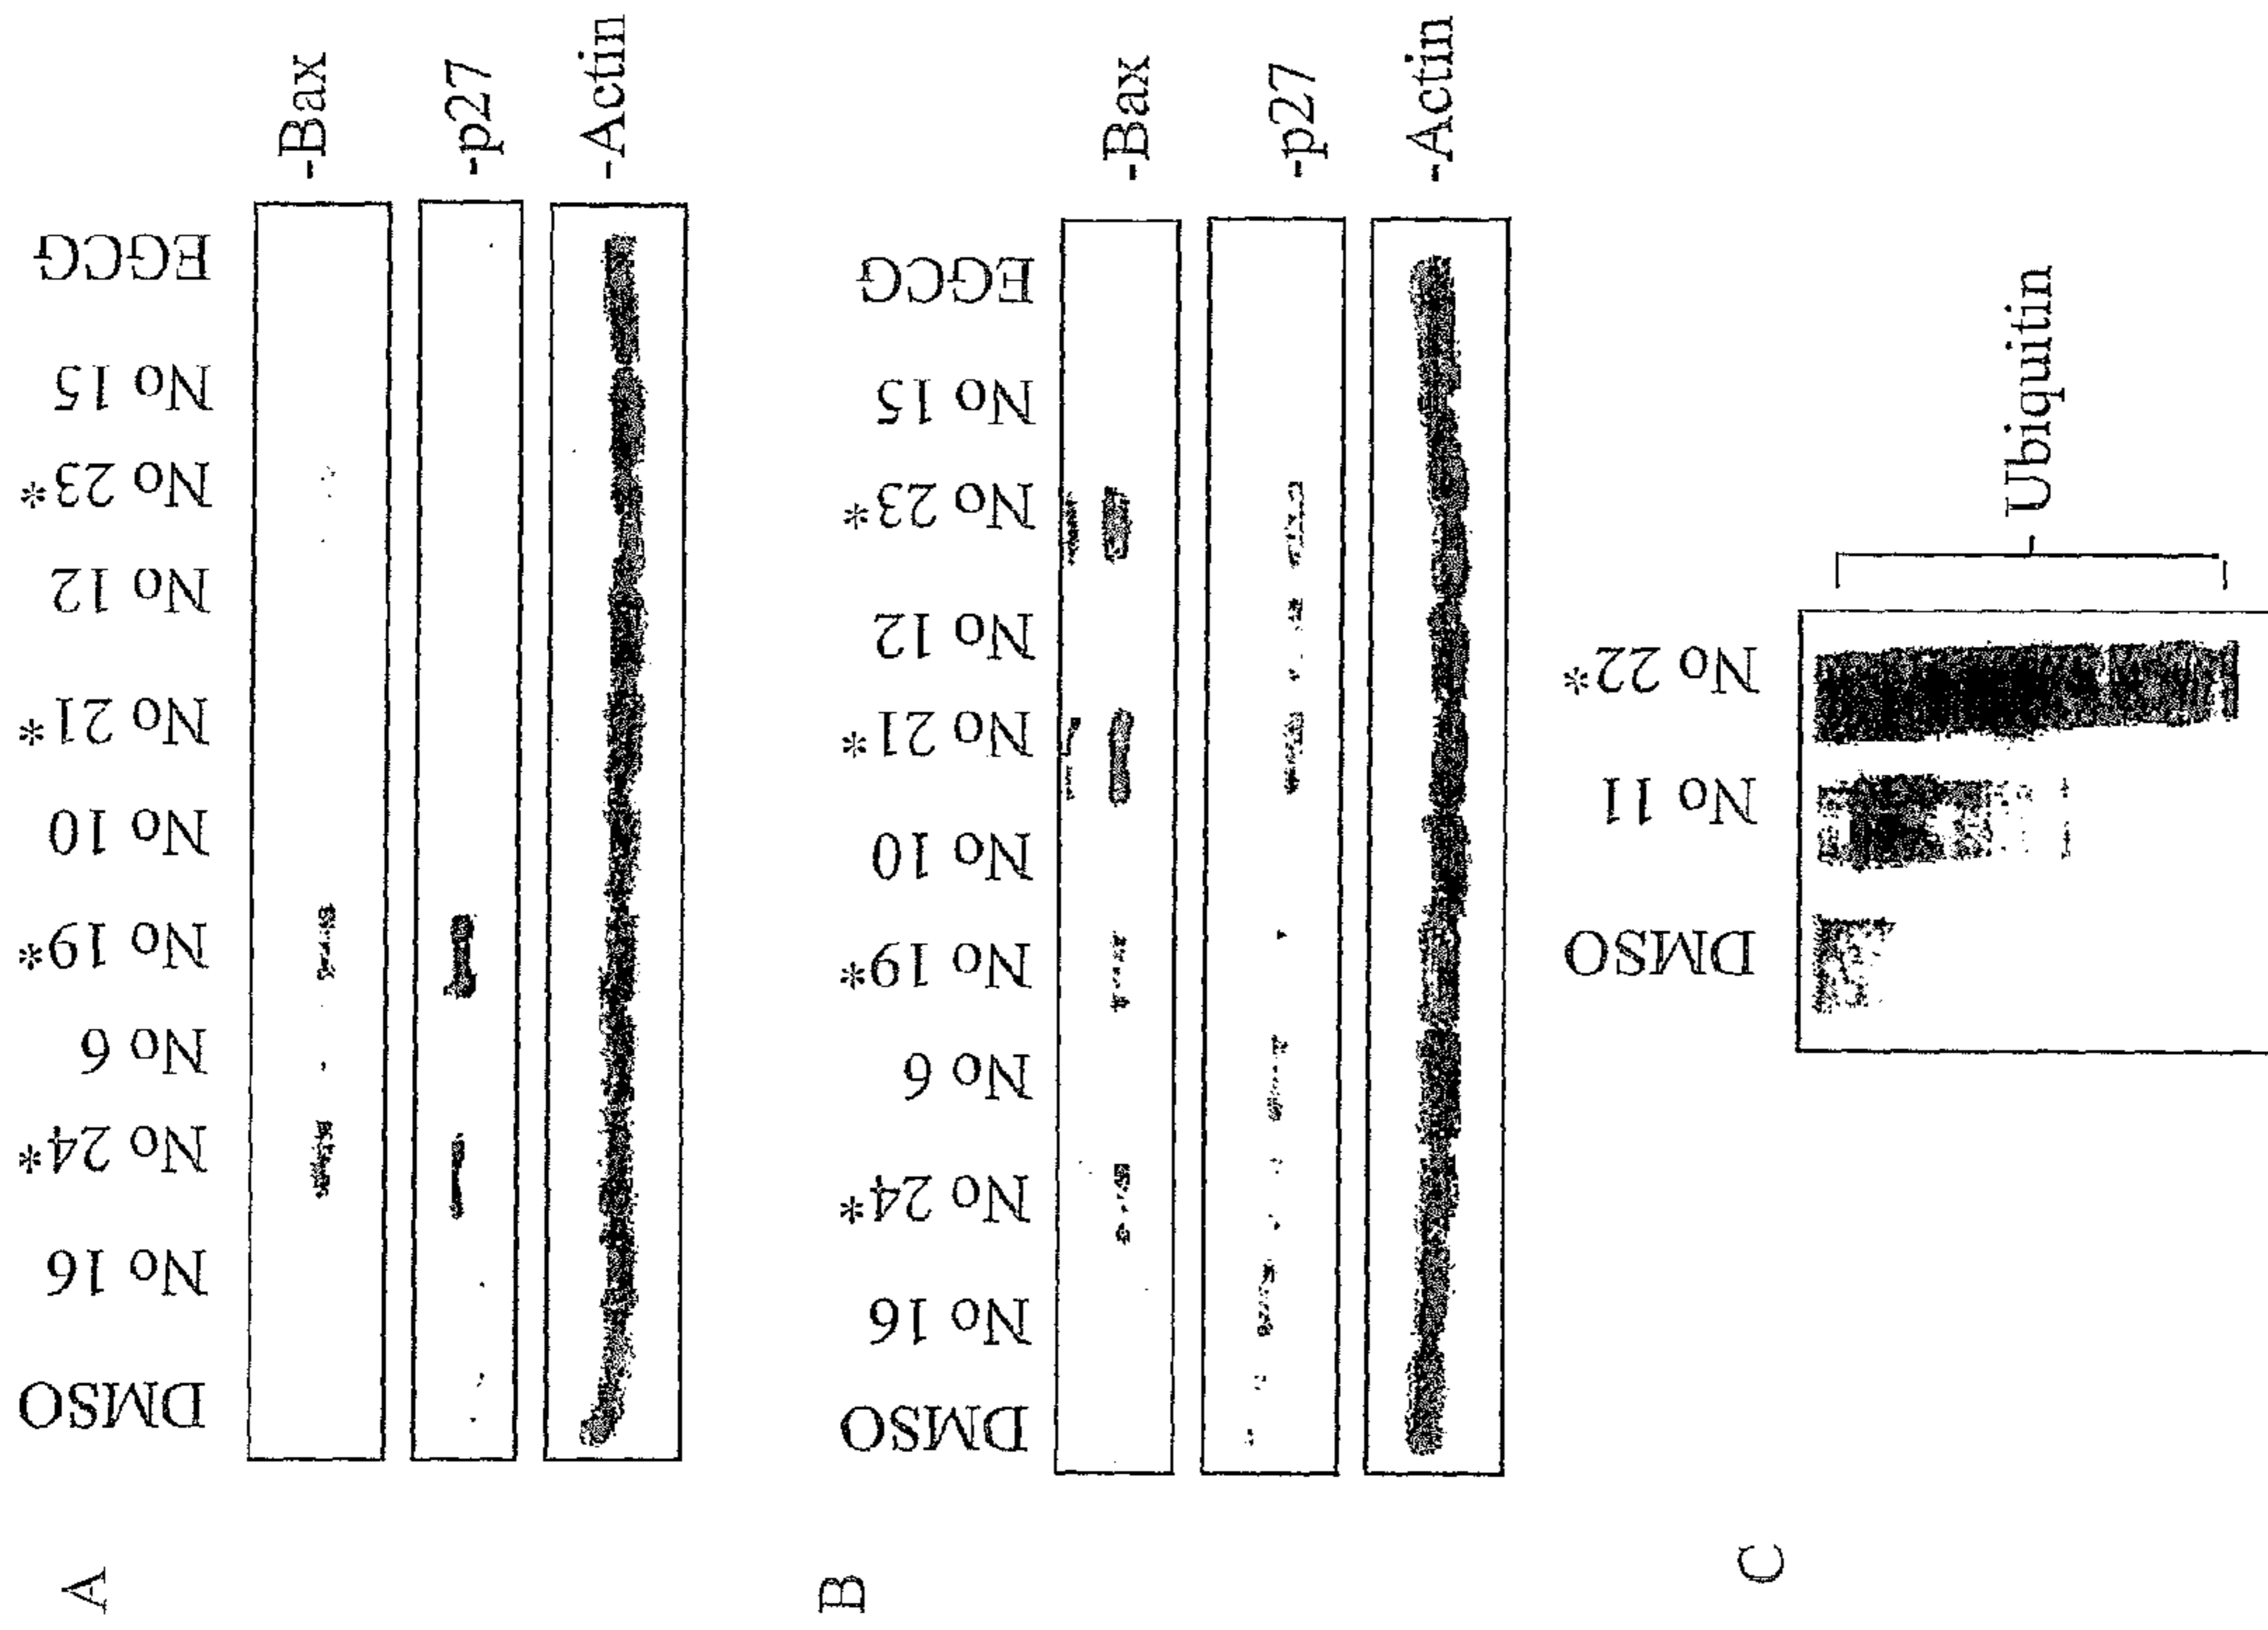 A
DMSO
No 16
No 24*
No 6
No 19*
No 10
No 21*
No 12
No 23*
No 15
EGCG
-Bax
-p27
-Actin
B
DMSO
No 16
No 24*
No 6
No 19*
No 10
No 21*
No 12
No 23*
No 15
EGCG
-Bax
-p27
-Actin
C
DMSO
No 11
No 22*
- Ubiquitin